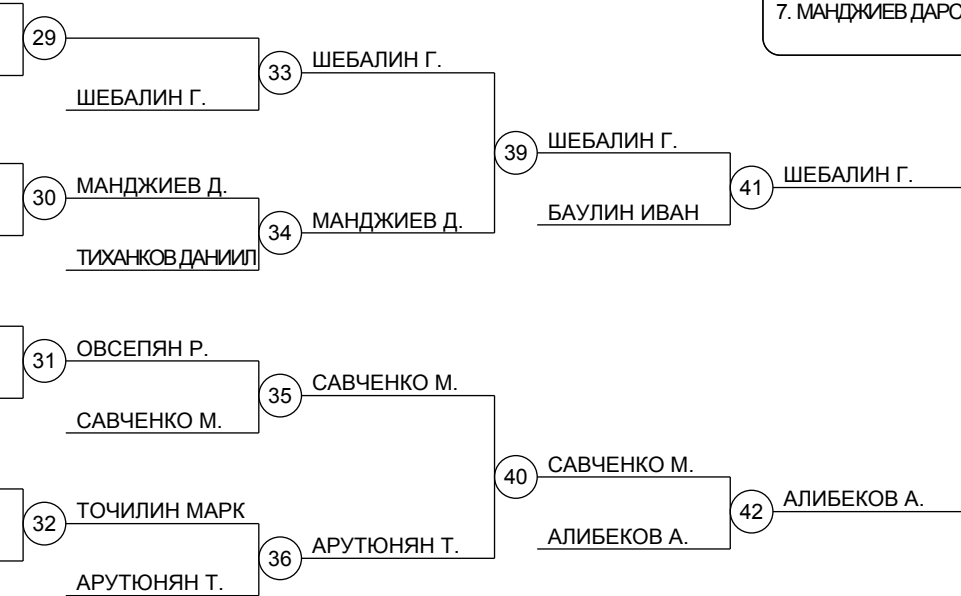 7. МАНДЖИЕВ ДАРС
29
33
ШЕБАЛИН Г.
ШЕБАЛИН Г.
39
ШЕБАЛИН Г.
41
ШЕБАЛИН Г.
30
МАНДЖИЕВ Д.
34
МАНДЖИЕВ Д.
БАУЛИН ИВАН
ТИХАНКОВ ДАНИИЛ
31
ОВСЕПЯН Р.
35
САВЧЕНКО М.
САВЧЕНКО М.
40
САВЧЕНКО М.
42
АЛИБЕКОВ А.
32
ТОЧИЛИН МАРК
36
АРУТЮНЯН Т.
АЛИБЕКОВ А.
АРУТЮНЯН Т.